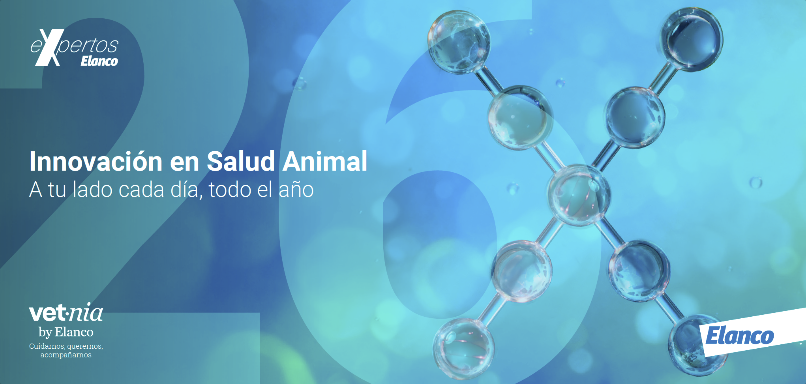 26
eXpertos
Elanco
Innovación en Salud Animal
A tu lado cada día, todo el año
vet·nia
by Elanco
Cuidamos, queremos,
acompañamos
Elanco